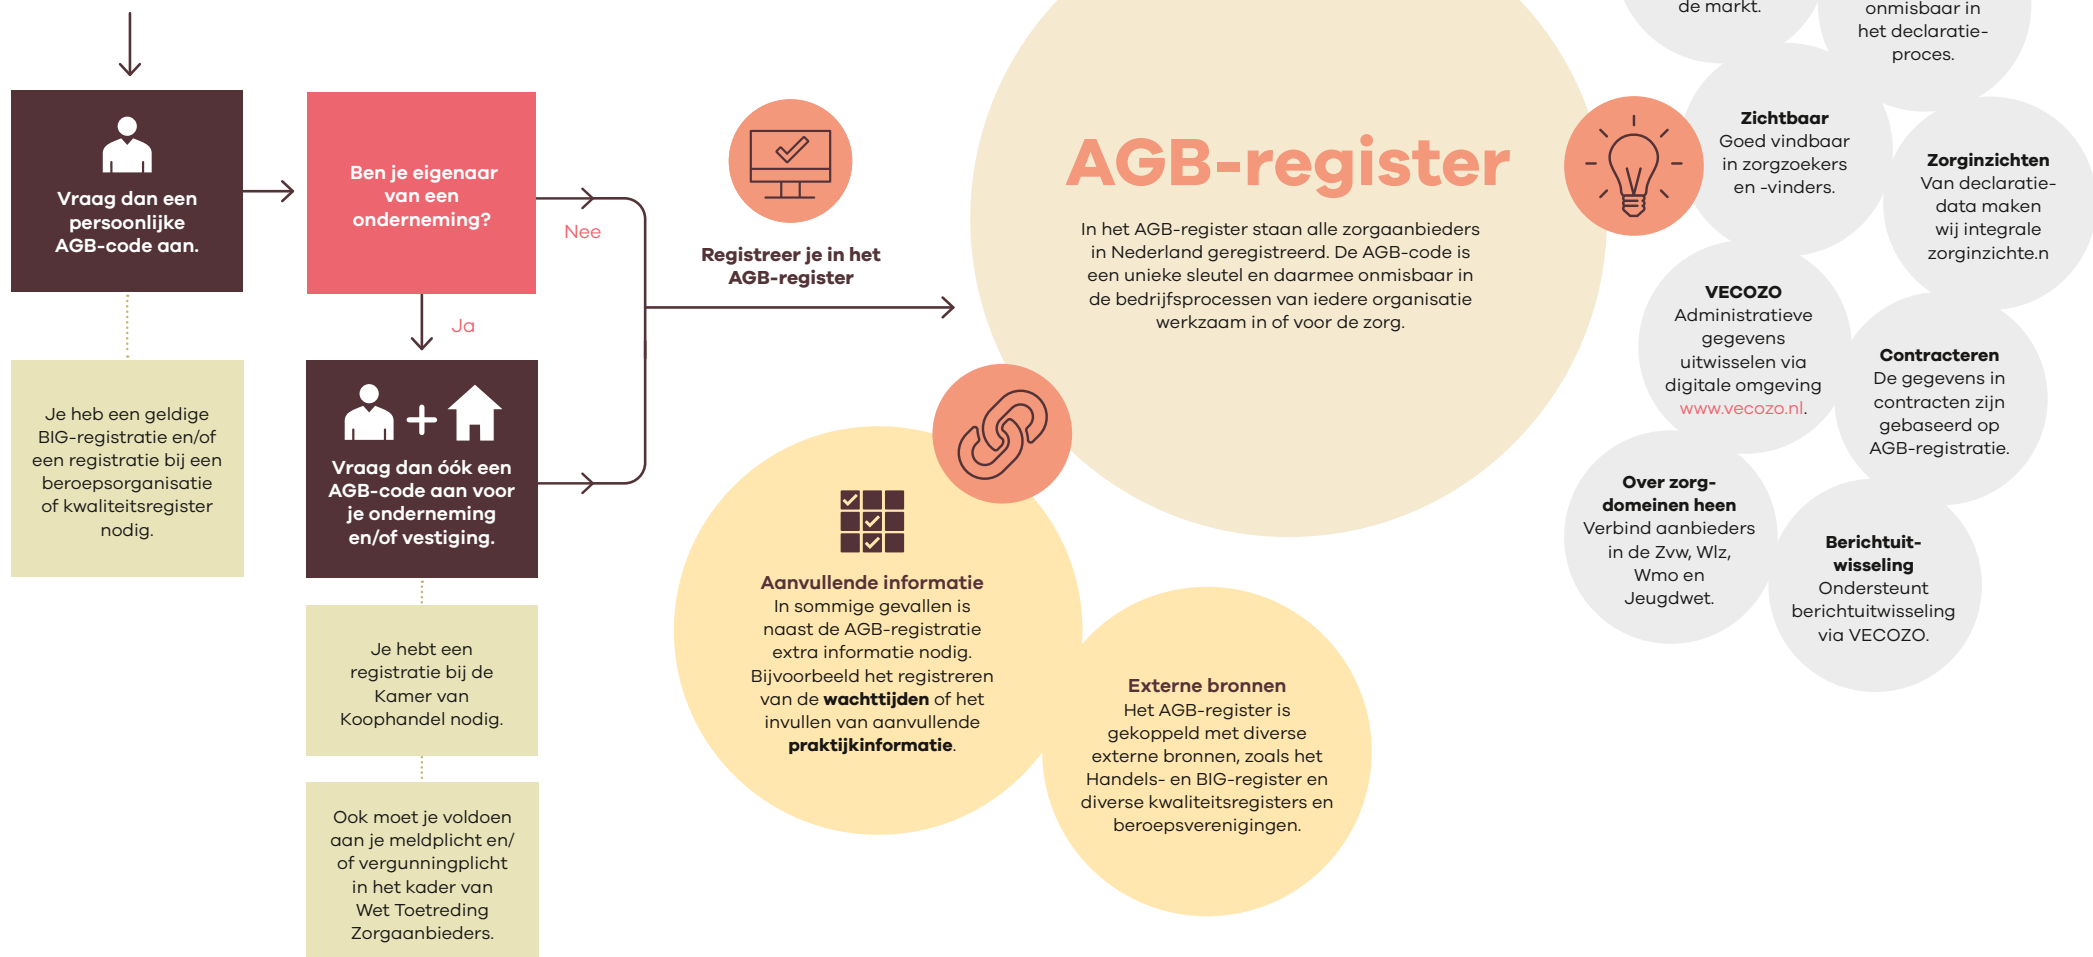 Vraag dan een
persoonlijke
AGB-code aan.
Je heb een geldige
BIG-registratie en/of
een registratie bij een
beroepsorganisatie
of kwaliteitsregister
nodig.
Ben je eigenaar
van een
onderneming?
Nee
Ja
Vraag dan óók een
AGB-code aan voor
je onderneming
en/of vestiging.
Je hebt een
registratie bij de
Kamer van
Koophandel nodig.
Ook moet je voldoen
aan je meldplicht en/
of vergunningplicht
in het kader van
Wet Toetreding
Zorgaanbieders.
Registreer je in het
AGB-register
AGB-register
In het AGB-register staan alle zorgaanbieders
in Nederland geregistreerd. De AGB-code is
een unieke sleutel en daarmee onmisbaar in
de bedrijfsprocessen van iedere organisatie
werkzaam in of voor de zorg.
Aanvullende informatie
In sommige gevallen is
naast de AGB-registratie
extra informatie nodig.
Bijvoorbeeld het registreren
van de wachttijden of het
invullen van aanvullende
praktijkinformatie.
Externe bronnen
Het AGB-register is
gekoppeld met diverse
externe bronnen, zoals het
Handels- en BIG-register en
diverse kwaliteitsregisters en
beroepsverenigingen.
de markt.
onmisbaar in
het declaratie-
proces.
Zichtbaar
Goed vindbaar
in zorgzoekers
en -vinders.
Zorginzichten
Van declaratie-
data maken
wij integrale
zorginzichte.n
VECOZO
Administratieve
gegevens
uitwisselen via
digitale omgeving
www.vecozo.nl.
Contracteren
De gegevens in
contracten zijn
gebaseerd op
AGB-registratie.
Over zorg-
domeinen heen
Verbind aanbieders
in de Zvw, Wlz,
Wmo en
Jeugdwet.
Berichtuit-
wisseling
Ondersteunt
berichtuitwisseling
via VECOZO.